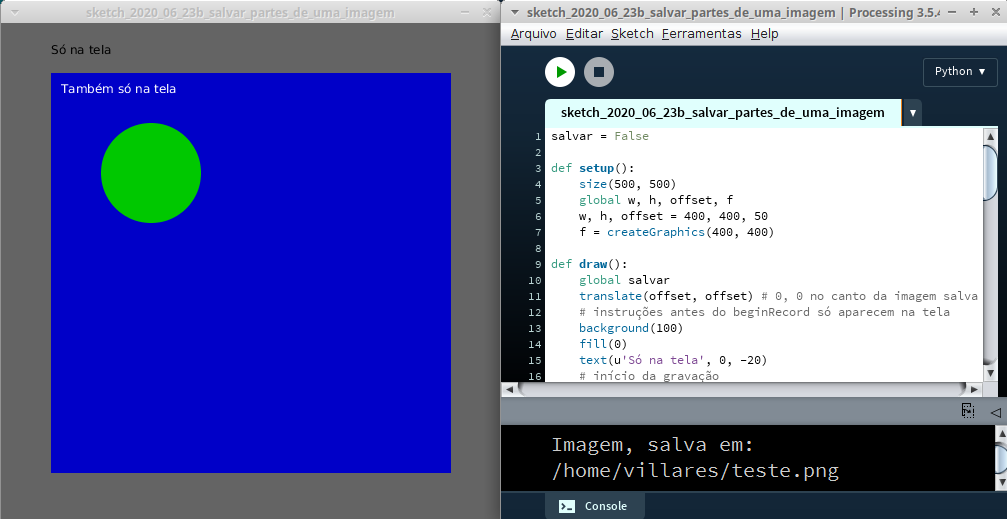 sketch_2020_06_23b_salvar_partes_de_uma_imagem
Só na tela
Também só na tela
sketch_2020_06_23b_salvar_partes_de_uma_imagem | Processing 3.5.4
Arquivo Editar Sketch Ferramentas Help
Python ▾
sketch_2020_06_23b_salvar_partes_de_uma_imagem ▾
1 salvar = False
2
3 def setup():
4     size(500, 500)
5     global w, h, offset, f
6     w, h, offset = 400, 400, 50
7     f = createGraphics(400, 400)
8
9 def draw():
10     global salvar
11     translate(offset, offset) # 0, 0 no canto da imagem salva
12     # instruções antes do beginRecord só aparecem na tela
13     background(100)
14     fill(0)
15     text(u'Só na tela', 0, -20)
16     # início da gravação
Imagem, salva em:
/home/villares/teste.png
Console